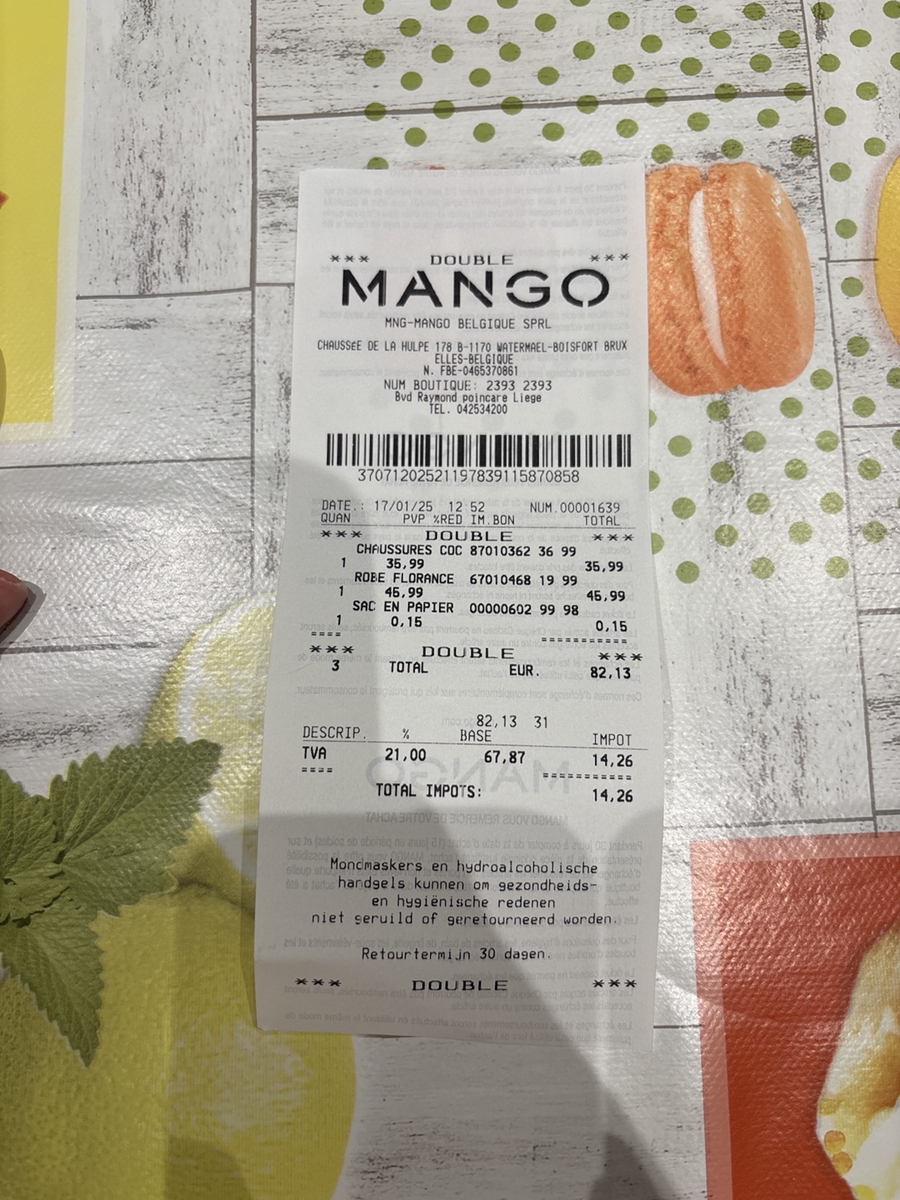 *** DOUBLE ***
MANGO
MNG-MANGO BELGIQUE SPRL
CHAUSSéE DE LA HULPE 178 B-1170 WATERMAEL-BOISFORT BRUX
ELLES-BELGIQUE
N. FBE-0465370861
NUM BOUTIQUE: 2393 2393
Bvd Raymond poincare Liege
TEL. 042534200
37071202521197839115870858
DATE.: 17/01/25 12 52 NUM.00001639
QUAN PVP %RED IM.BON TOTAL
*** DOUBLE ***
CHAUSSURES COC 87010362 36 99
1 35,99 35,99
ROBE FLORANCE 67010468 19 99
1 45,99 45,99
SAC EN PAPIER 00000602 99 98
1 0,15 0,15
==== ===========
*** DOUBLE ***
3 TOTAL EUR. 82,13
82,13 31
DESCRIP. % BASE IMPOT
TVA 21,00 67,87 14,26
==== ===========
TOTAL IMPOTS: 14,26
Mondmaskers en hydroalcoholische
handgels kunnen om gezondheids-
en hygiënische redenen
niet geruild of geretourneerd worden.
Retourtermijn 30 dagen.
*** DOUBLE ***